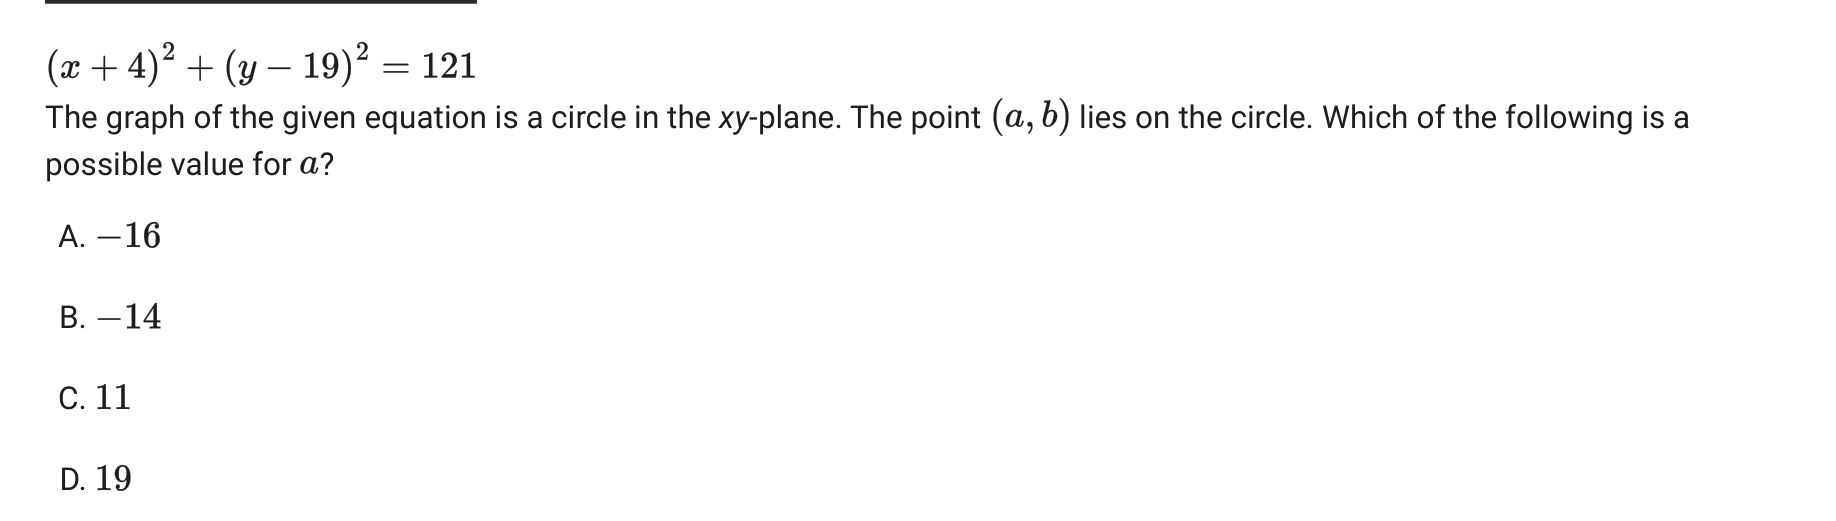 (x + 4)² + (y − 19)² = 121
The graph of the given equation is a circle in the xy-plane. The point (a, b) lies on the circle. Which of the following is a
possible value for a?
A. −16
B. −14
C. 11
D. 19